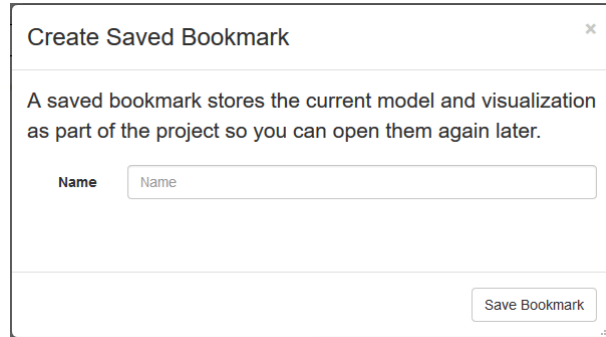 Create Saved Bookmark
×
A saved bookmark stores the current model and visualization
as part of the project so you can open them again later.
Name Name
Save Bookmark